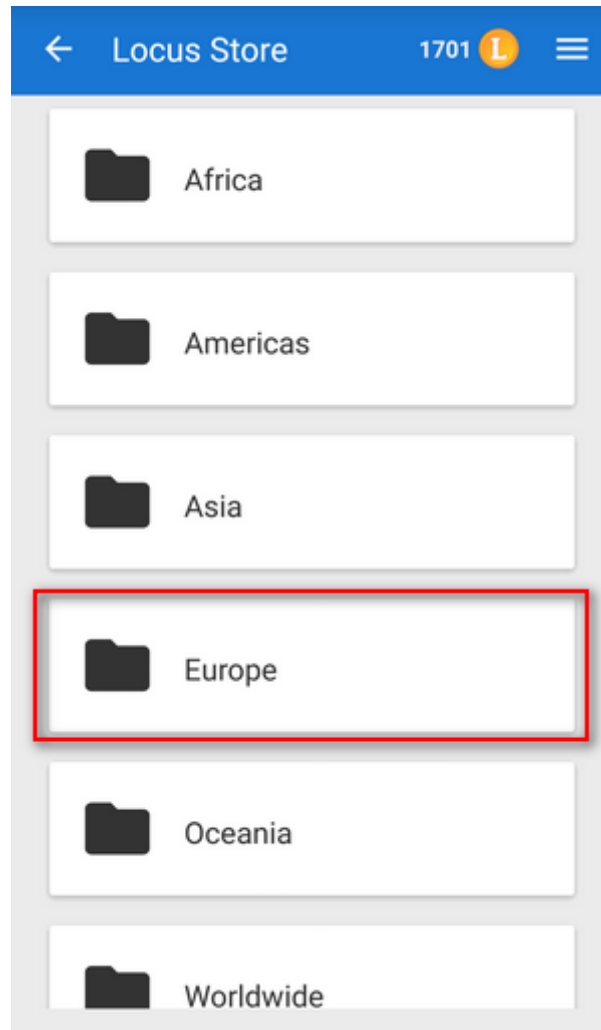 Locus Store 1701 L
Africa
Americas
Asia
Europe
Oceania
Worldwide